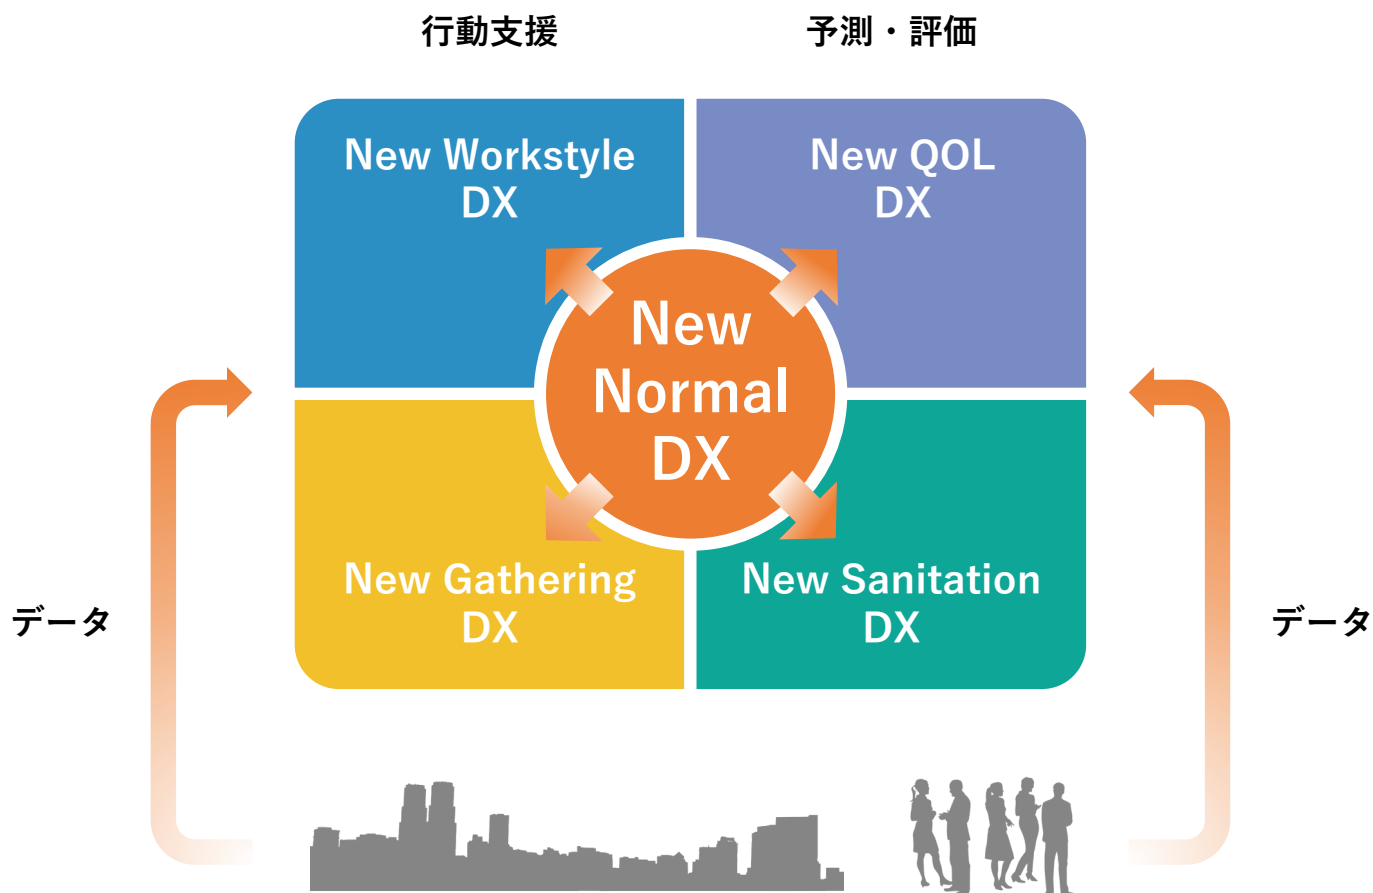 行動支援
予測・評価
New Workstyle
DX
New QOL
DX
New
Normal
DX
New Gathering
DX
New Sanitation
DX
データ
データ